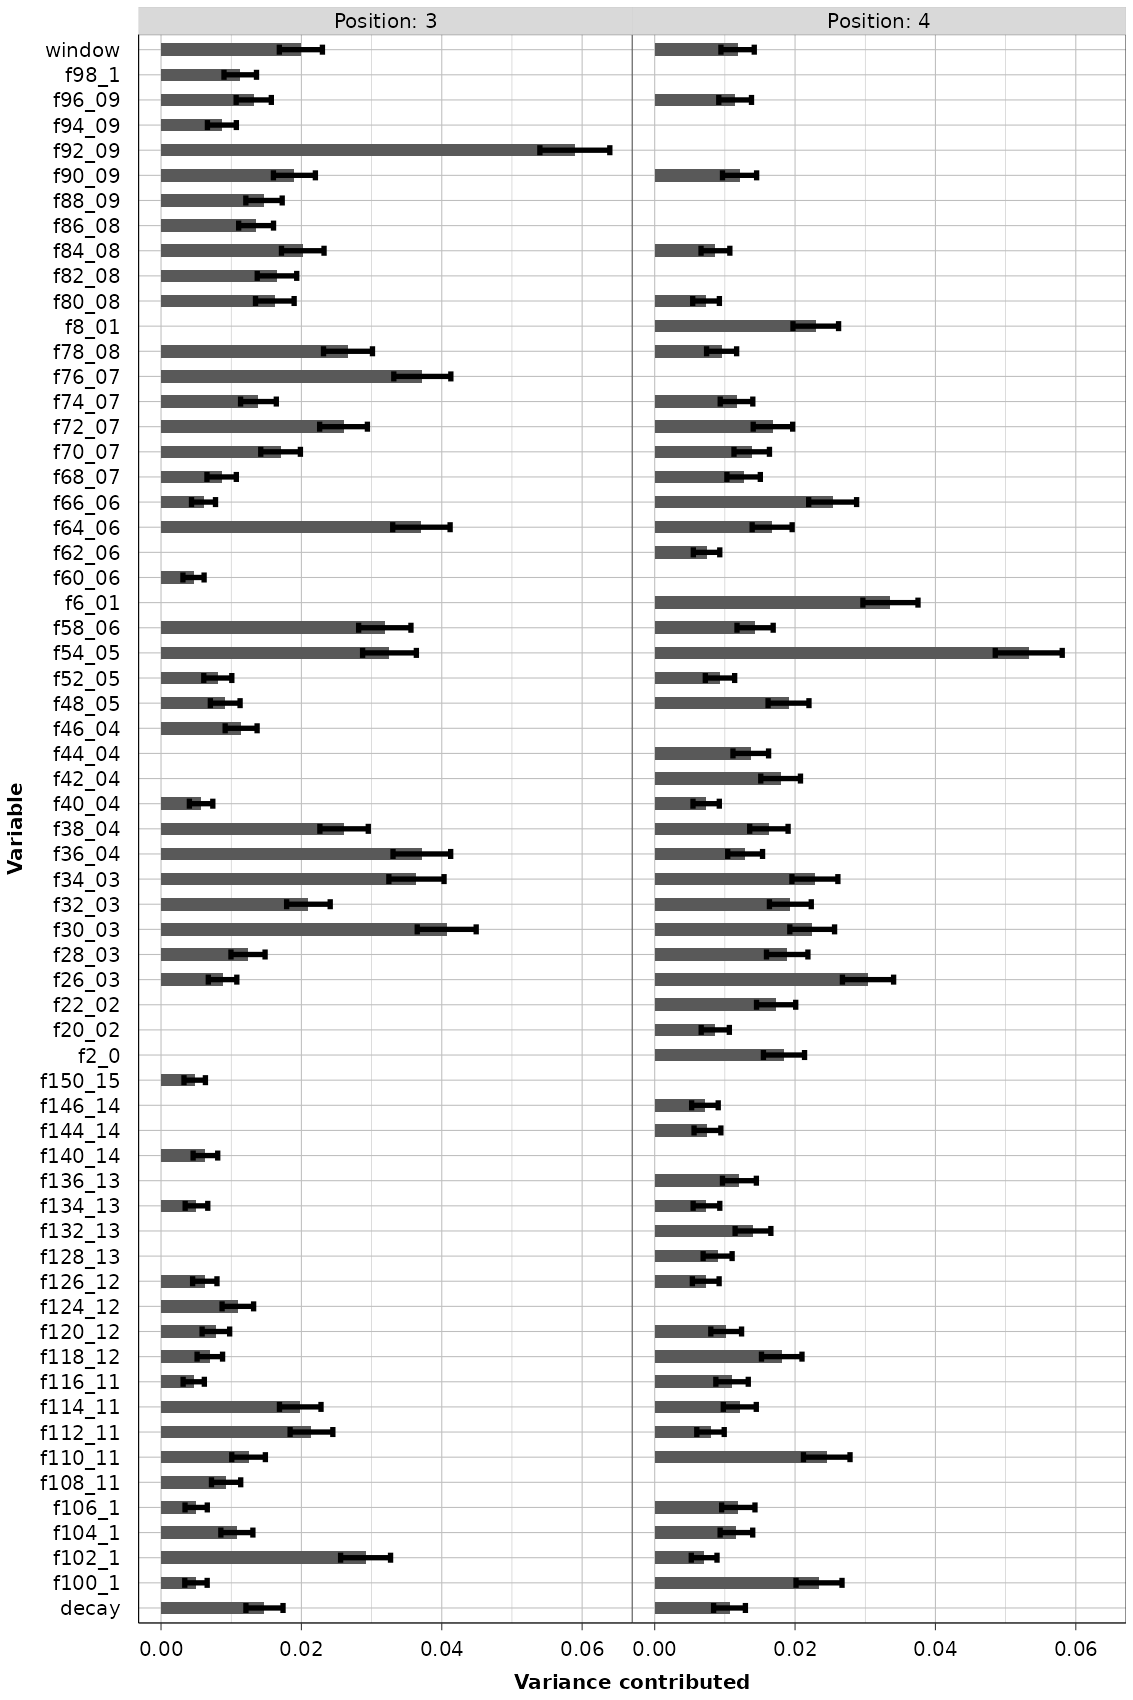 Position: 3
Position: 4
window
f98_1
f96_09
f94_09
f92_09
f90_09
f88_09
f86_08
f84_08
f82_08
f80_08
f8_01
f78_08
f76_07
f74_07
f72_07
f70_07
f68_07
f66_06
f64_06
f62_06
f60_06
f6_01
f58_06
f54_05
f52_05
f48_05
f46_04
f44_04
f42_04
f40_04
f38_04
f36_04
f34_03
f32_03
f30_03
f28_03
f26_03
f22_02
f20_02
f2_0
f150_15
f146_14
f144_14
f140_14
f136_13
f134_13
f132_13
f128_13
f126_12
f124_12
f120_12
f118_12
f116_11
f114_11
f112_11
f110_11
f108_11
f106_1
f104_1
f102_1
f100_1
decay
Variable
0.00 0.02 0.04 0.06
0.00 0.02 0.04 0.06
Variance contributed